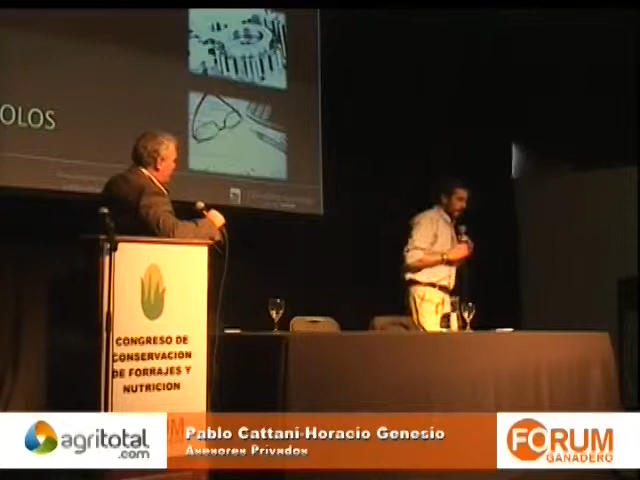 OLOS
CONGRESO DE
CONSERVACION
DE FORRAJES Y
NUTRICION
agritotal
.com
Pablo Cattani-Horacio Genesio
Asesores Privados
FORUM
GANADERO